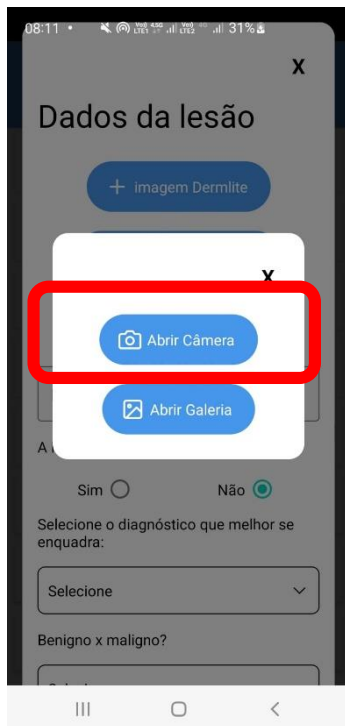 08:11 • 31%
X
Dados da lesão
+ imagem Dermlite
X
Abrir Câmera
Abrir Galeria
A
Sim Não
Selecione o diagnóstico que melhor se
enquadra:
Selecione
Benigno x maligno?